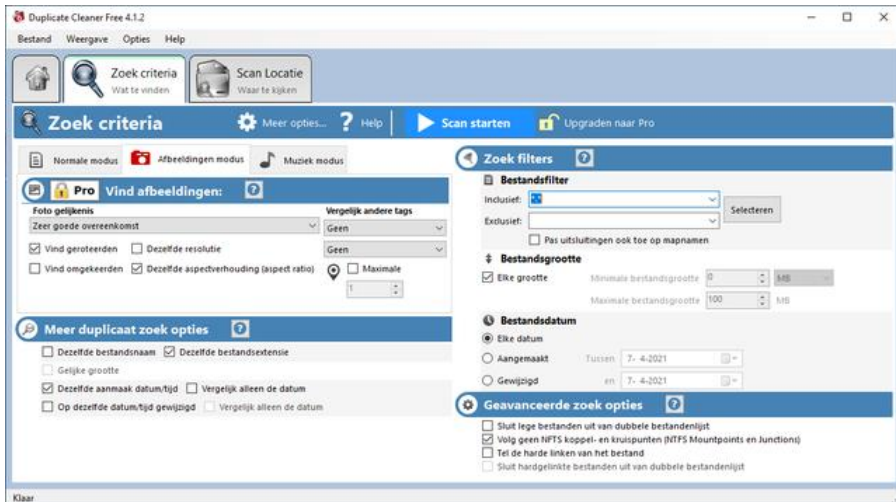 Duplicate Cleaner Free 4.1.2
Bestand Weergave Opties Help
Zoek criteria
Wat te vinden
Scan Locatie
Waar te kijken
Zoek criteria
Meer opties... ? Help
Scan starten
Upgraden naar Pro
Normale modus
Afbeeldingen modus
Muziek modus
Pro Vind afbeeldingen: ?
Foto gelijkenis
Vergelijk andere tags
Zeer goede overeenkomst
Geen
Vind geroteerden
Dezelfde resolutie
Geen
Vind omgekeerden
Dezelfde aspectverhouding (aspect ratio)
Maximale
1
Meer duplicaat zoek opties ?
Dezelfde bestandsnaam
Dezelfde bestandsextensie
Gelijke grootte
Dezelfde aanmaak datum/tijd
Vergelijk alleen de datum
Op dezelfde datum/tijd gewijzigd
Vergelijk alleen de datum
Zoek filters ?
Bestandsfilter
Inclusief: *.*
Exclusief:
Selecteren
Pas uitsluitingen ook toe op mapnamen
Bestandsgrootte
Elke grootte
Minimale bestandsgrootte 0 MB
Maximale bestandsgrootte 100 MB
Bestandsdatum
Elke datum
Aangemaakt Tussen 7- 4-2021
Gewijzigd en 7- 4-2021
Geavanceerde zoek opties ?
Sluit lege bestanden uit van dubbele bestandenlijst
Volg geen NFTS koppel- en kruispunten (NTFS Mountpoints en Junctions)
Tel de harde linken van het bestand
Sluit hardgelinkte bestanden uit van dubbele bestandenlijst
Klaar